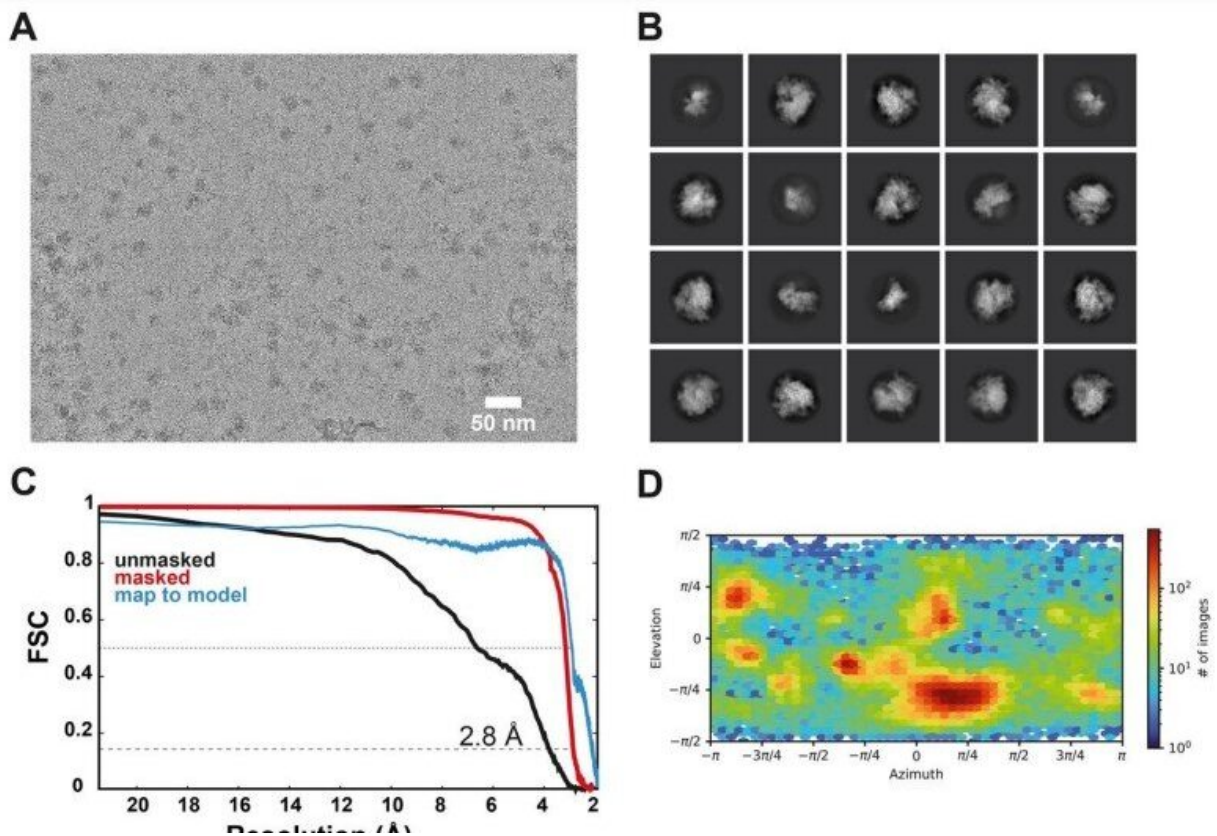 A
50 nm
B
C
FSC
1
0.8
0.6
0.4
0.2
0
unmasked
masked
map to model
2.8 Å
20 18 16 14 12 10 8 6 4 2
Resolution (Å)
D
Elevation
π/2
π/4
0
−π/4
−π/2
−π −3π/4 −π/2 −π/4 0 π/4 π/2 3π/4 π
Azimuth
10²
10¹
10⁰
# of images